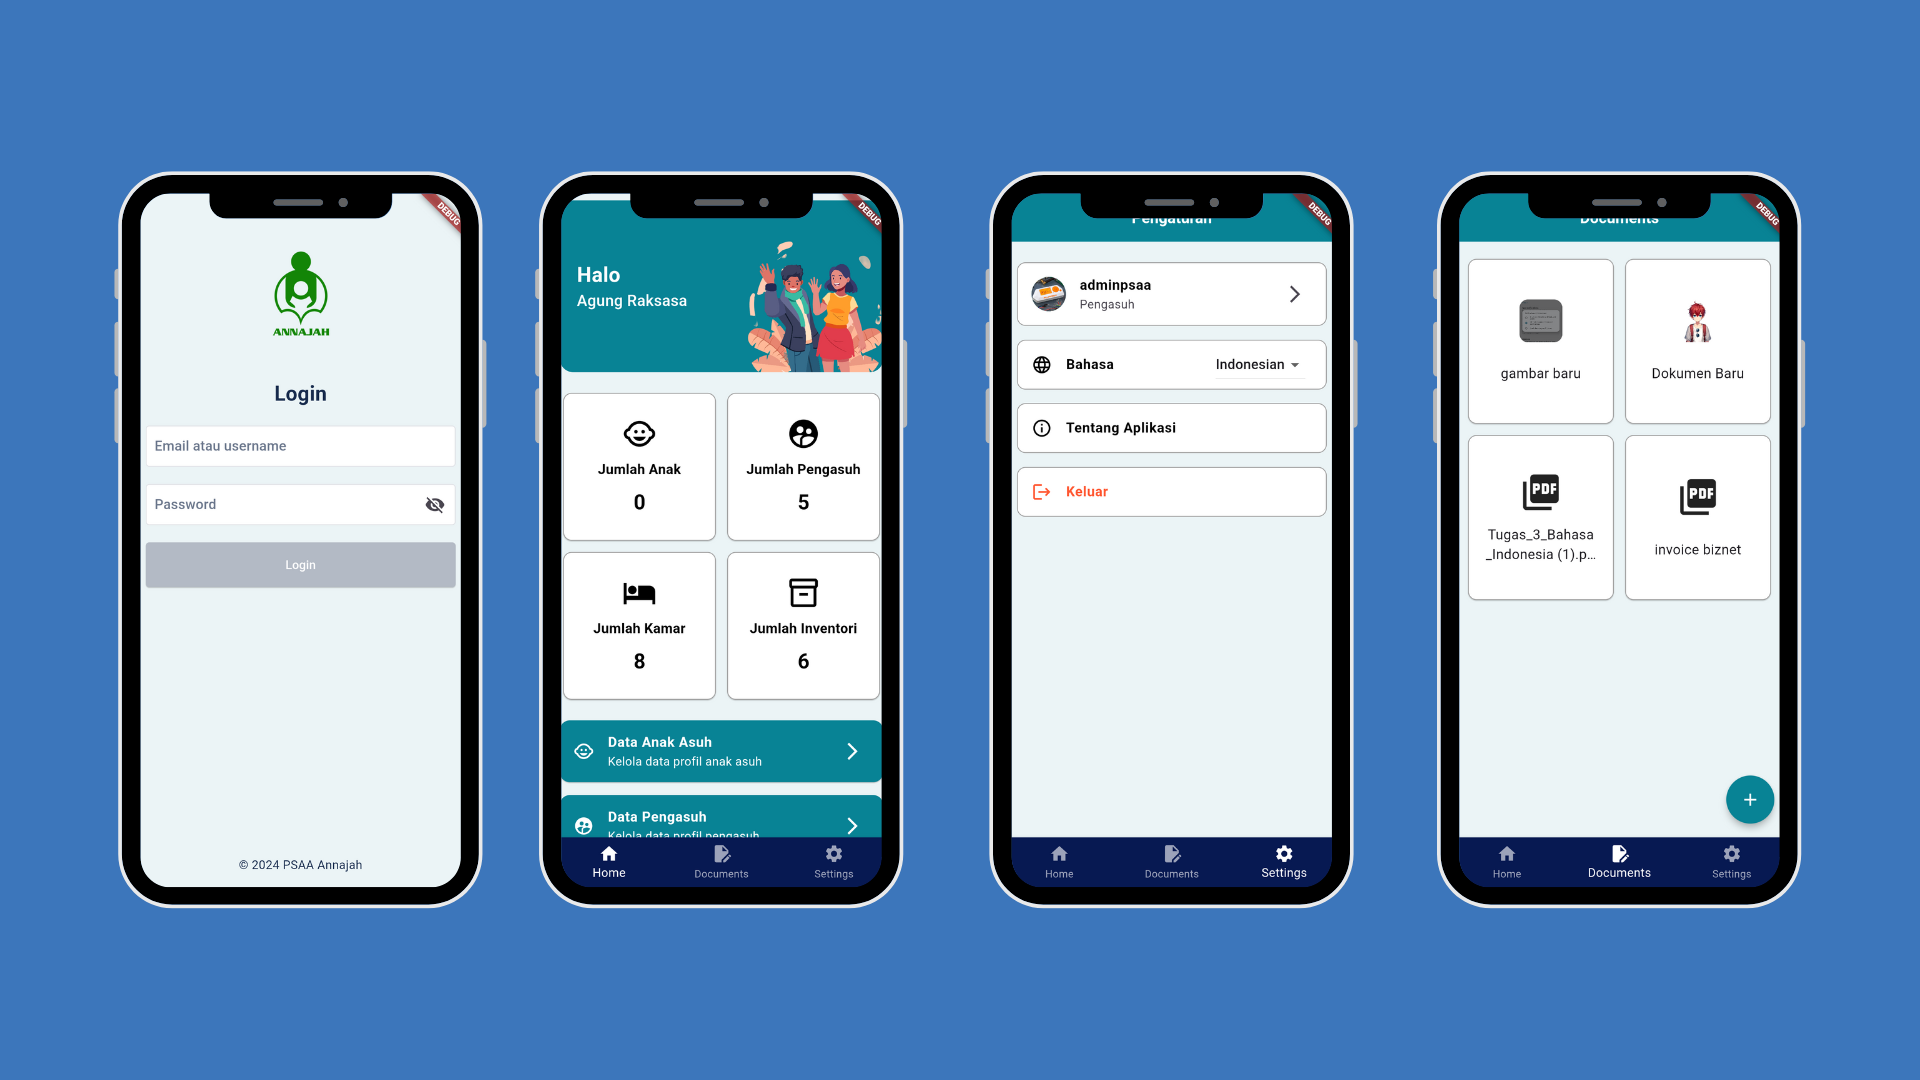 DEBUG
ANNAJAH
Login
Email atau username
Password
Login
© 2024 PSAA Annajah
DEBUG
Halo
Agung Raksasa
Jumlah Anak
0
Jumlah Pengasuh
5
Jumlah Kamar
8
Jumlah Inventori
6
Data Anak Asuh
Kelola data profil anak asuh
Data Pengasuh
Kelola data profil pengasuh
Home
Documents
Settings
DEBUG
Pengaturan
adminpsaa
Pengasuh
Bahasa
Indonesian
Tentang Aplikasi
Keluar
Home
Documents
Settings
DEBUG
Documents
gambar baru
Dokumen Baru
PDF
Tugas_3_Bahasa
_Indonesia (1).p...
PDF
invoice biznet
Home
Documents
Settings